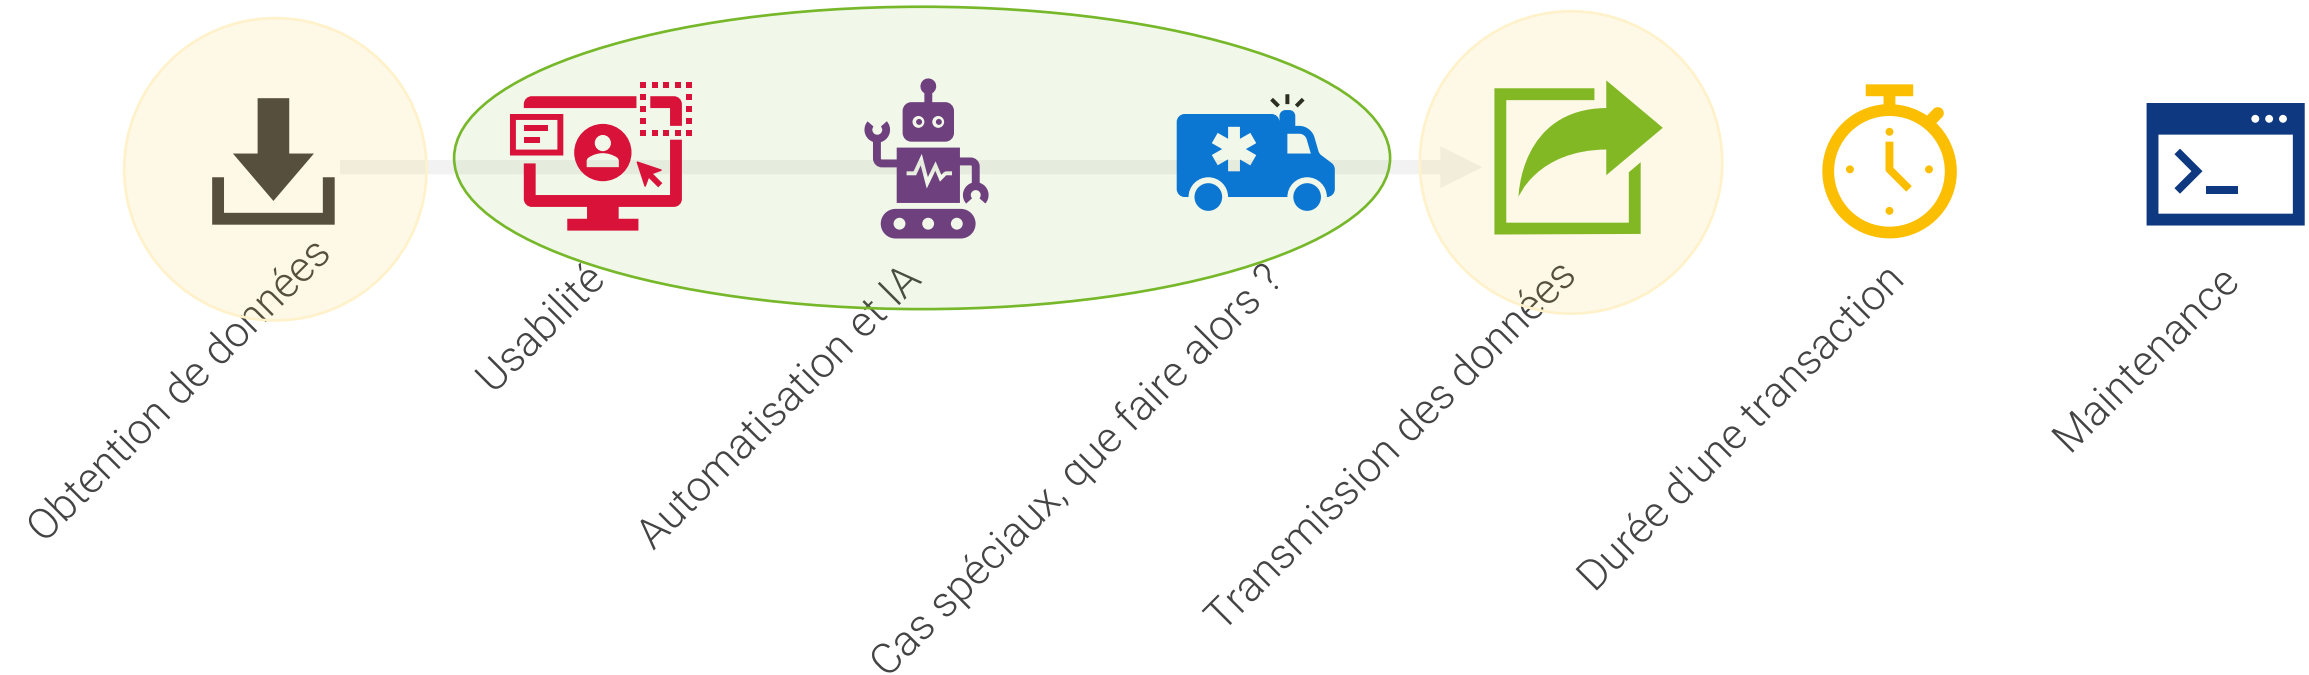 Obtention de données
Usabilité
Automatisation et IA
Cas spéciaux, que faire alors ?
Transmission des données
Durée d'une transaction
Maintenance